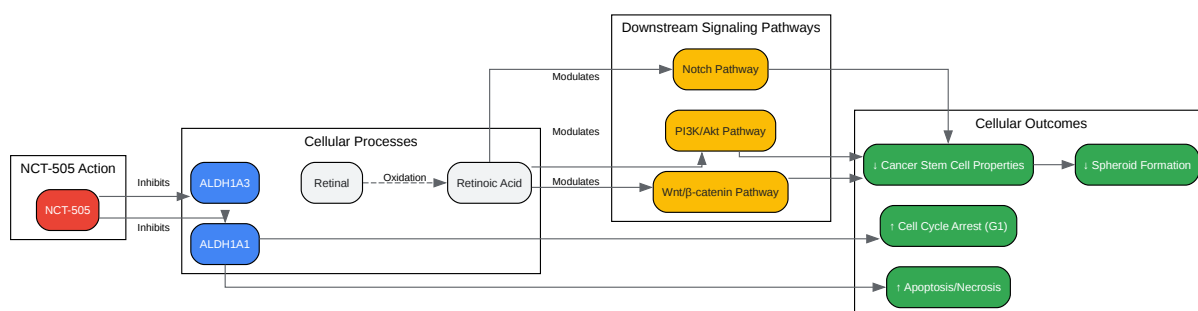 NCT-505 Action
NCT-505
Inhibits
Inhibits
Cellular Processes
ALDH1A3
ALDH1A1
Retinal
Oxidation
Retinoic Acid
Modulates
Modulates
Modulates
Downstream Signaling Pathways
Notch Pathway
PI3K/Akt Pathway
Wnt/β-catenin Pathway
Cellular Outcomes
↓ Cancer Stem Cell Properties
↓ Spheroid Formation
↑ Cell Cycle Arrest (G1)
↑ Apoptosis/Necrosis